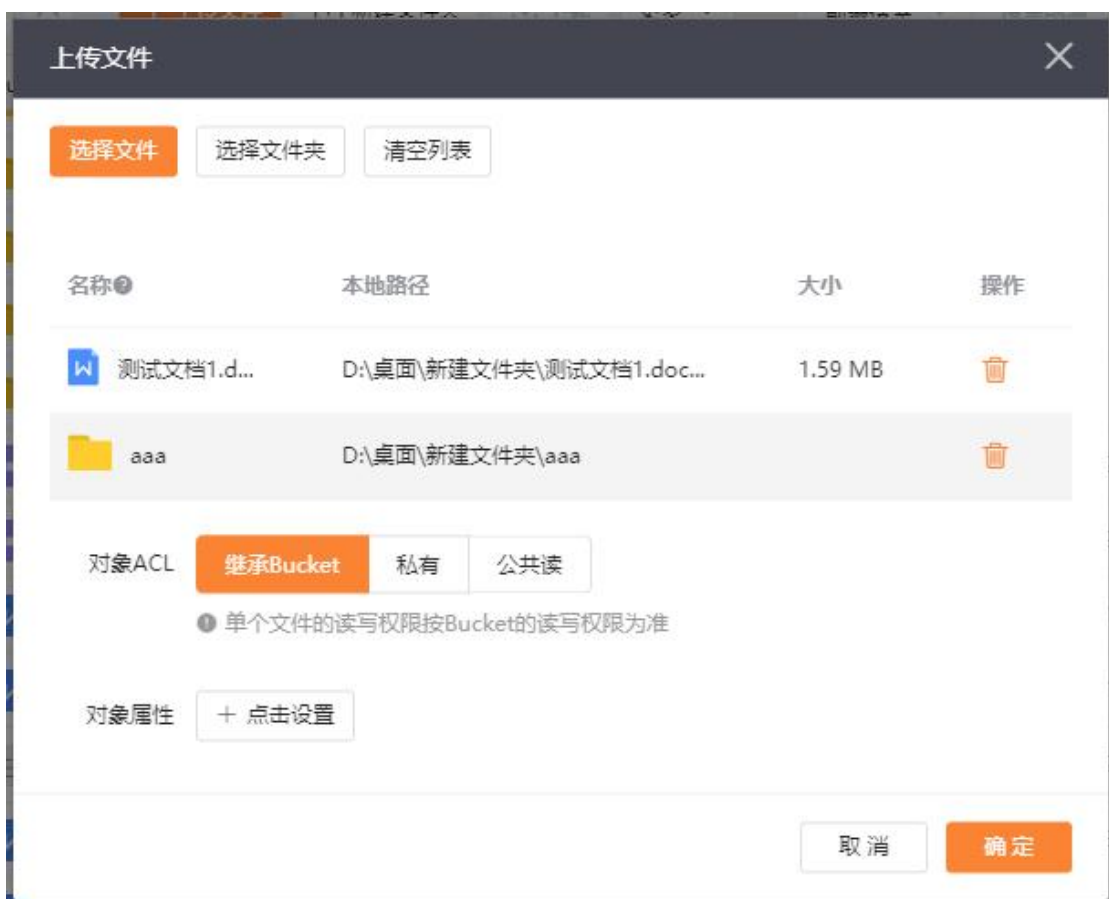 上传文件
选择文件 选择文件夹 清空列表
名称 本地路径 大小 操作
测试文档1.d... D:\桌面\新建文件夹\测试文档1.doc... 1.59 MB
aaa D:\桌面\新建文件夹\aaa
对象ACL 继承Bucket 私有 公共读
单个文件的读写权限按Bucket的读写权限为准
对象属性 + 点击设置
取消 确定